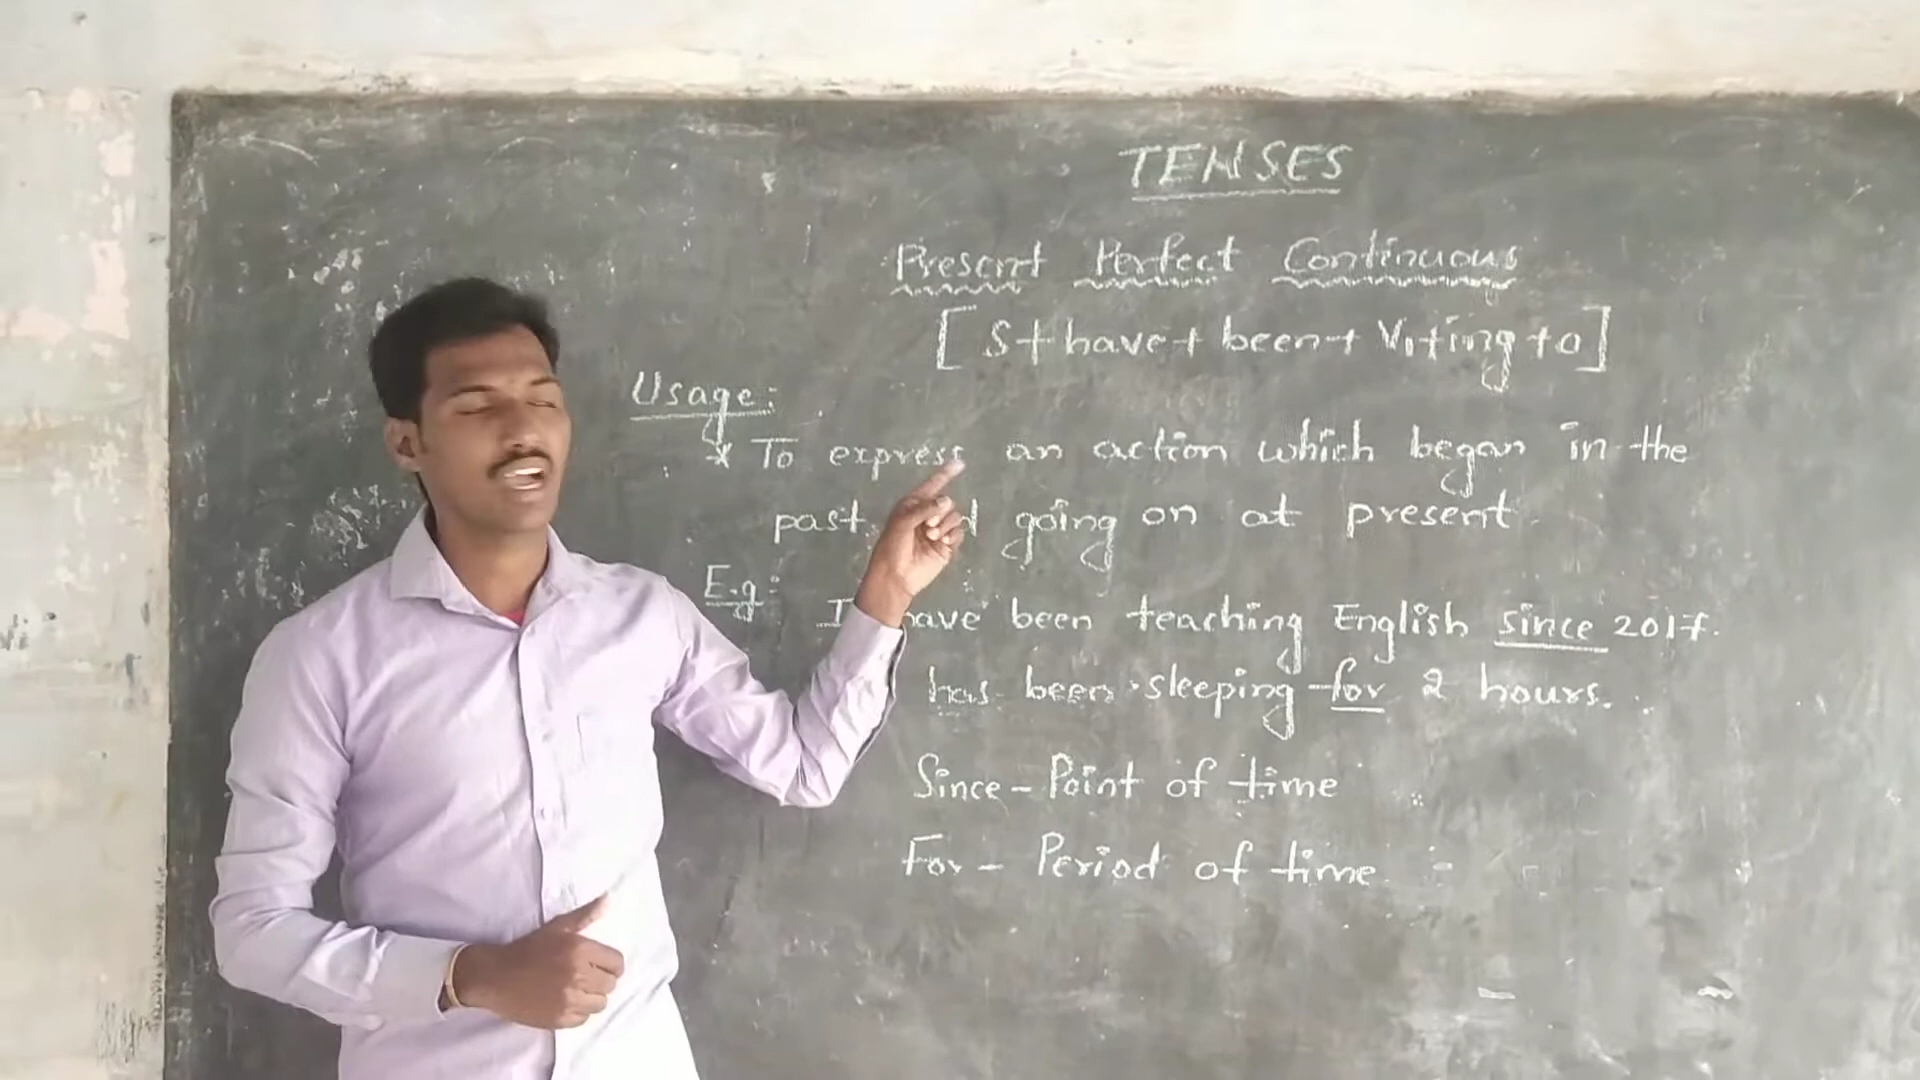 TENSES
Present Perfect Continuous
[S+have+been+V1+ing+o]
Usage:
* To express an action which began in the
past going on at present
E.g: I have been teaching English since 2017.
has been sleeping for 2 hours.
Since - Point of time
For - Period of time